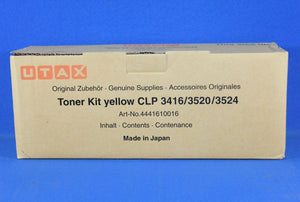 UTAX
Original Zubehör · Genuine Supplies · Accessoires Originales
Toner Kit yellow CLP 3416/3520/3524
Art-No.4441610016
Inhalt · Contents · Contenance
Made in Japan